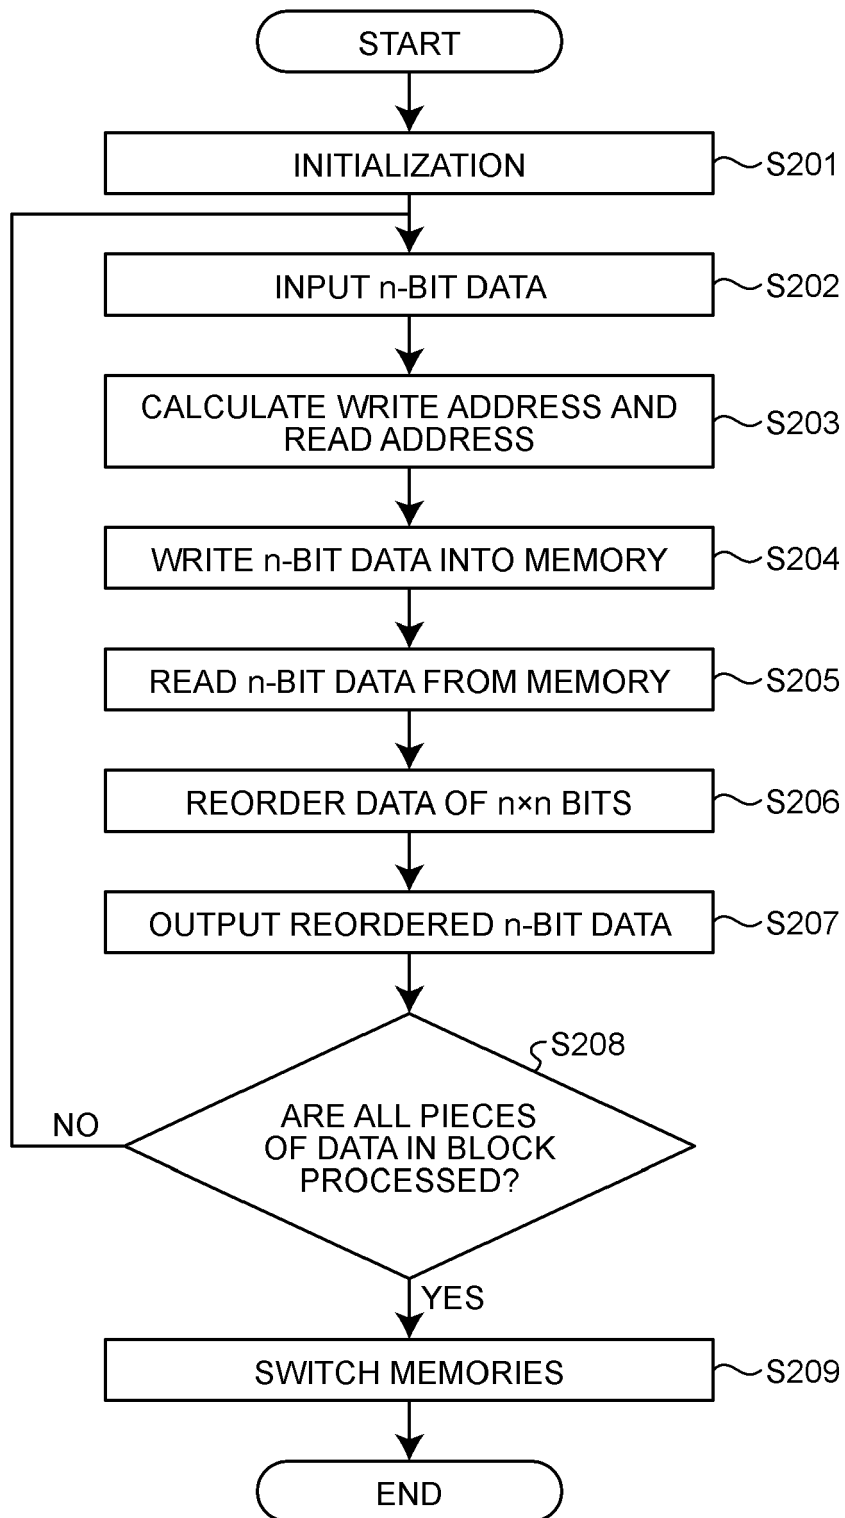 START
INITIALIZATION
S201
INPUT n-BIT DATA
S202
CALCULATE WRITE ADDRESS AND
READ ADDRESS
S203
WRITE n-BIT DATA INTO MEMORY
S204
READ n-BIT DATA FROM MEMORY
S205
REORDER DATA OF n×n BITS
S206
OUTPUT REORDERED n-BIT DATA
S207
S208
ARE ALL PIECES
OF DATA IN BLOCK
PROCESSED?
NO
YES
SWITCH MEMORIES
S209
END